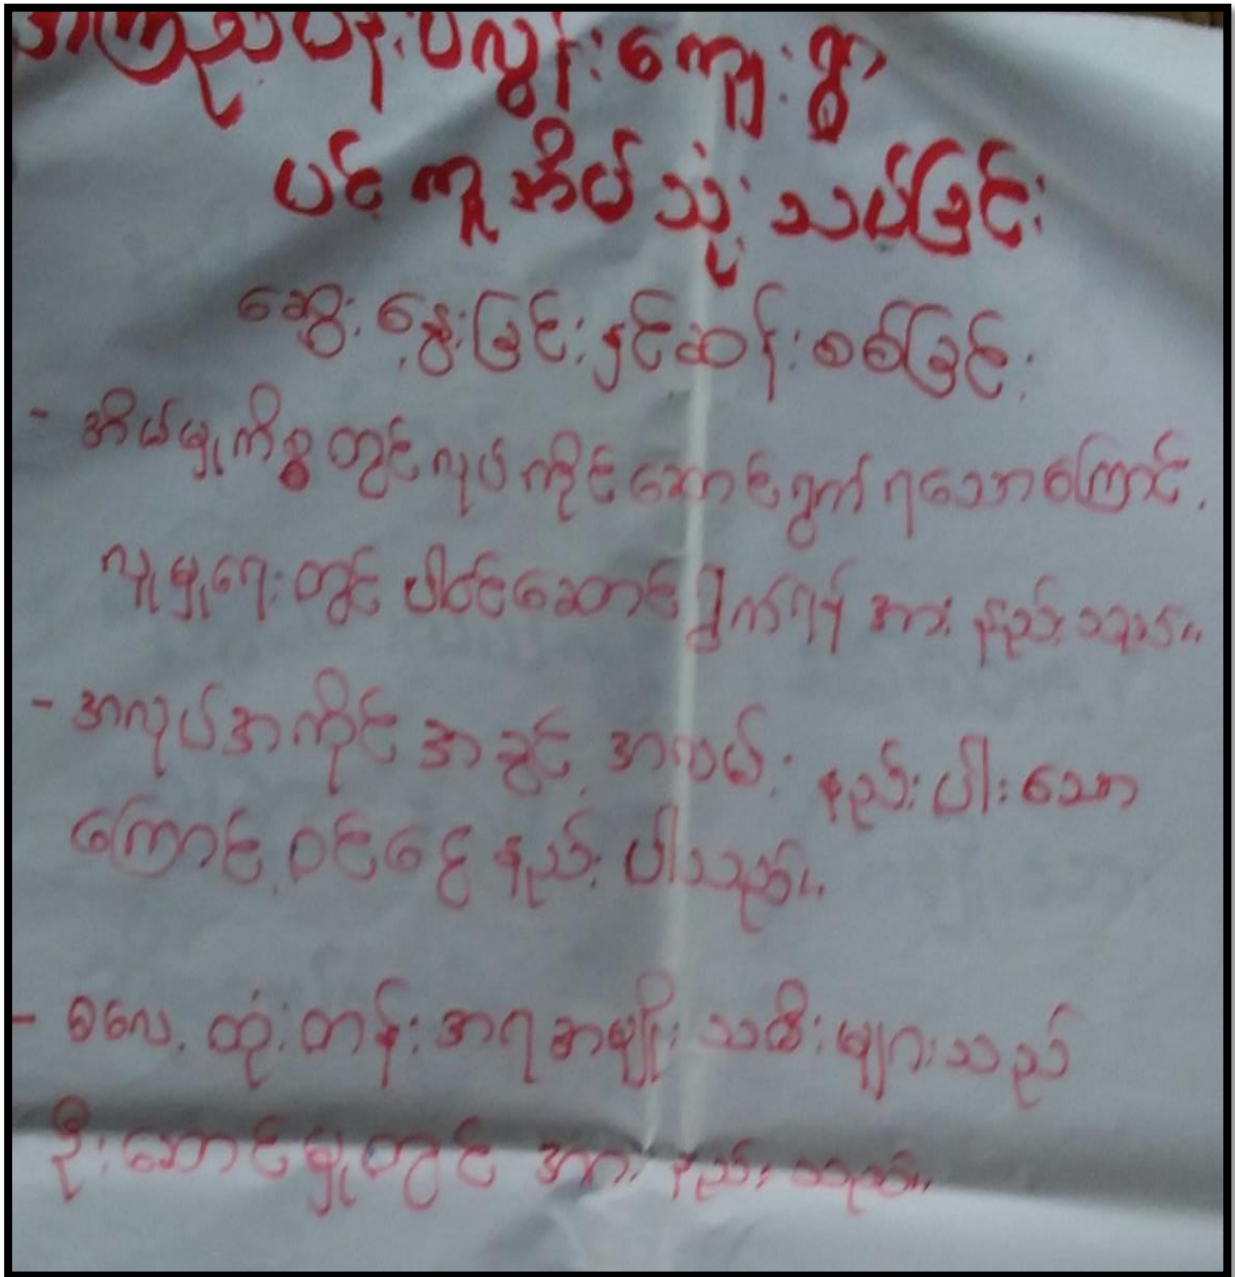 အကြည်ပန်းပလွန်းကျေးရွာ
ပင့်ကူအိမ်သုံးသပ်ခြင်း
ဆွေးနွေးခြင်းနှင့်ဆန်းစစ်ခြင်း
- အိမ်မှုကိစ္စတွင်လုပ်ကိုင်ဆောင်ရွက်ရသောကြောင့်
လူမှုရေးတွင် ပါဝင်ဆောင်ရွက်ရန် အားနည်းသည်။
- အလုပ်အကိုင် အခွင့် အလမ်း နည်းပါးသော
ကြောင့် ဝင်ငွေ နည်းပါသည်။
- ဓလေ့ထုံးတန်းအရအမျိုးသမီးများသည်
ဦးဆောင်မှုတွင် အားနည်းသည်။